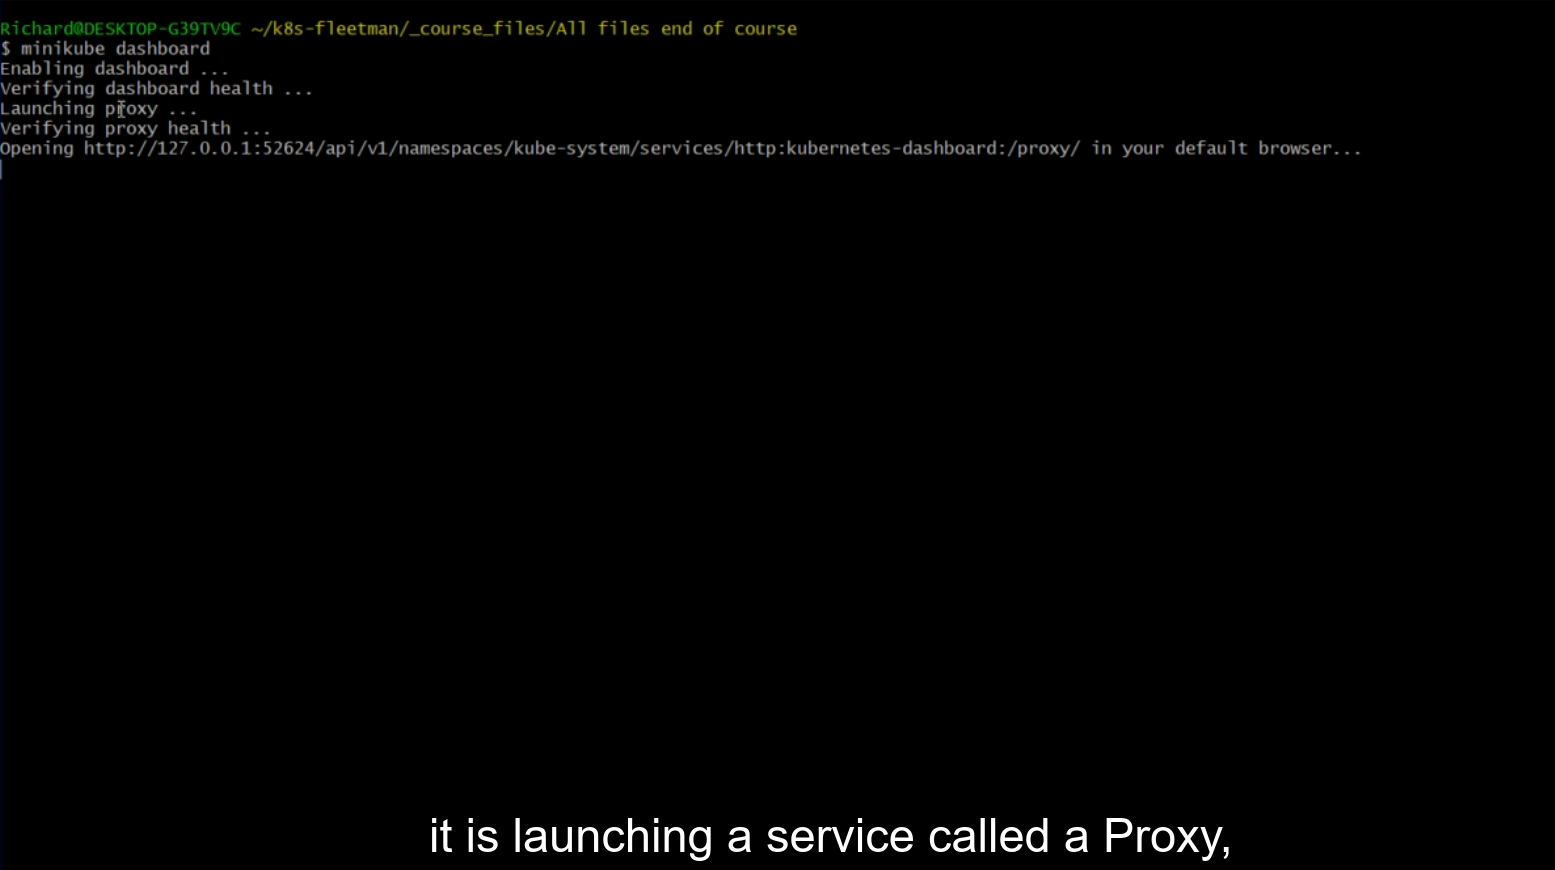 Richard@DESKTOP-G39TV9C ~/k8s-fleetman/_course_files/All files end of course
$ minikube dashboard
Enabling dashboard ...
Verifying dashboard health ...
Launching proxy ...
Verifying proxy health ...
Opening http://127.0.0.1:52624/api/v1/namespaces/kube-system/services/http:kubernetes-dashboard:/proxy/ in your default browser...
it is launching a service called a Proxy,